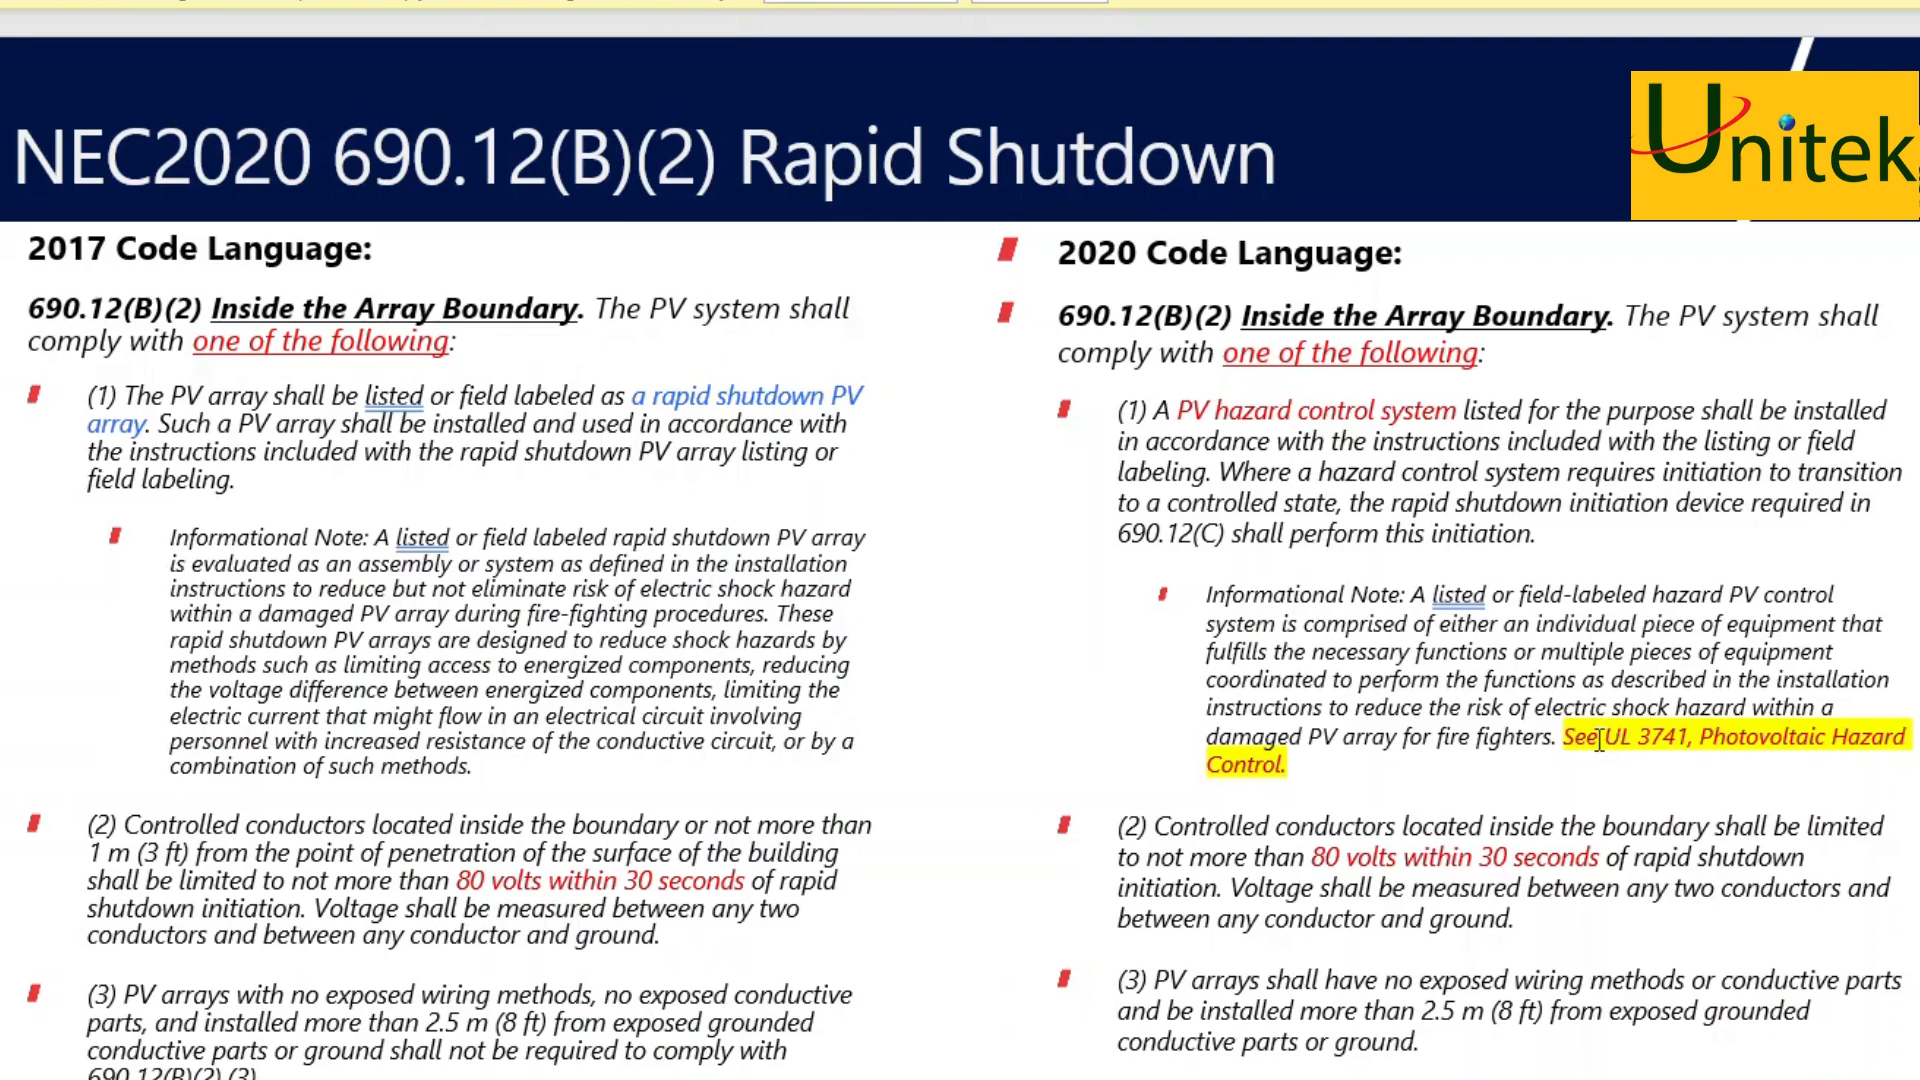 NEC2020 690.12(B)(2) Rapid Shutdown
Unitek
2017 Code Language:
690.12(B)(2) Inside the Array Boundary. The PV system shall
comply with one of the following:
(1) The PV array shall be listed or field labeled as a rapid shutdown PV
array. Such a PV array shall be installed and used in accordance with
the instructions included with the rapid shutdown PV array listing or
field labeling.
Informational Note: A listed or field labeled rapid shutdown PV array
is evaluated as an assembly or system as defined in the installation
instructions to reduce but not eliminate risk of electric shock hazard
within a damaged PV array during fire-fighting procedures. These
rapid shutdown PV arrays are designed to reduce shock hazards by
methods such as limiting access to energized components, reducing
the voltage difference between energized components, limiting the
electric current that might flow in an electrical circuit involving
personnel with increased resistance of the conductive circuit, or by a
combination of such methods.
(2) Controlled conductors located inside the boundary or not more than
1 m (3 ft) from the point of penetration of the surface of the building
shall be limited to not more than 80 volts within 30 seconds of rapid
shutdown initiation. Voltage shall be measured between any two
conductors and between any conductor and ground.
(3) PV arrays with no exposed wiring methods, no exposed conductive
parts, and installed more than 2.5 m (8 ft) from exposed grounded
conductive parts or ground shall not be required to comply with
690.12(B)(2).(3)
2020 Code Language:
690.12(B)(2) Inside the Array Boundary. The PV system shall
comply with one of the following:
(1) A PV hazard control system listed for the purpose shall be installed
in accordance with the instructions included with the listing or field
labeling. Where a hazard control system requires initiation to transition
to a controlled state, the rapid shutdown initiation device required in
690.12(C) shall perform this initiation.
Informational Note: A listed or field-labeled hazard PV control
system is comprised of either an individual piece of equipment that
fulfills the necessary functions or multiple pieces of equipment
coordinated to perform the functions as described in the installation
instructions to reduce the risk of electric shock hazard within a
damaged PV array for fire fighters. See UL 3741, Photovoltaic Hazard
Control.
(2) Controlled conductors located inside the boundary shall be limited
to not more than 80 volts within 30 seconds of rapid shutdown
initiation. Voltage shall be measured between any two conductors and
between any conductor and ground.
(3) PV arrays shall have no exposed wiring methods or conductive parts
and be installed more than 2.5 m (8 ft) from exposed grounded
conductive parts or ground.